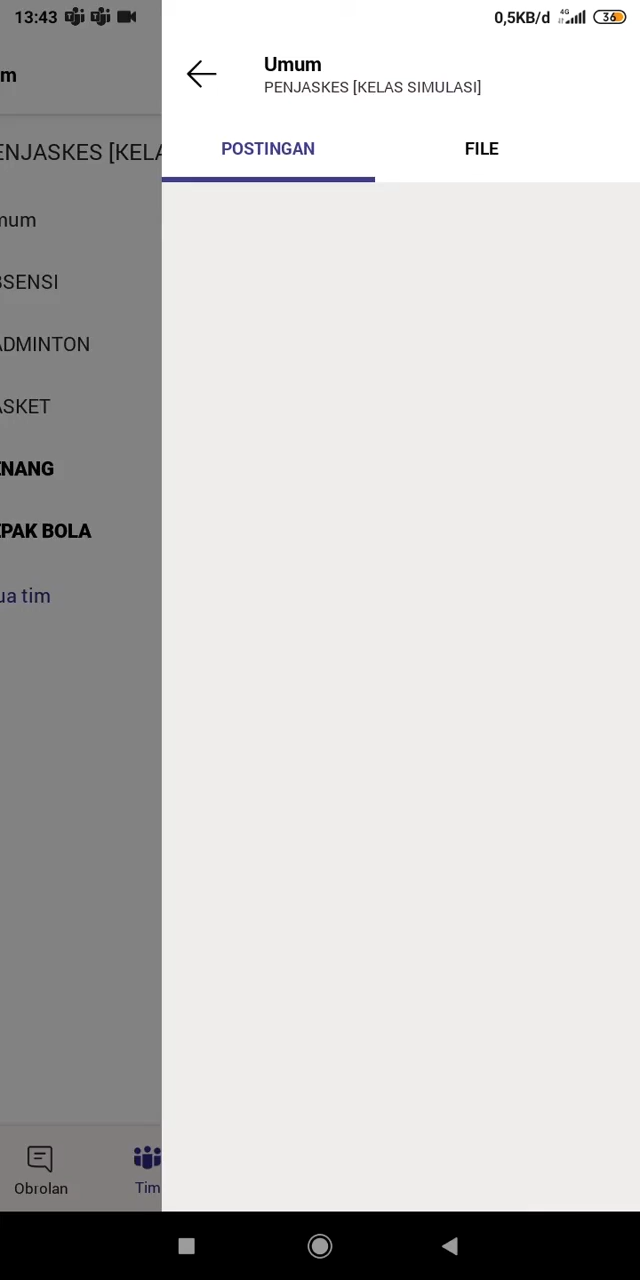 13:43
0,5KB/d
4G
36
m
Umum
PENJASKES [KELAS SIMULASI]
POSTINGAN
FILE
ENJASKES [KELA
mum
BSENSI
ADMINTON
ASKET
ENANG
EPAK BOLA
ua tim
Obrolan
Tim